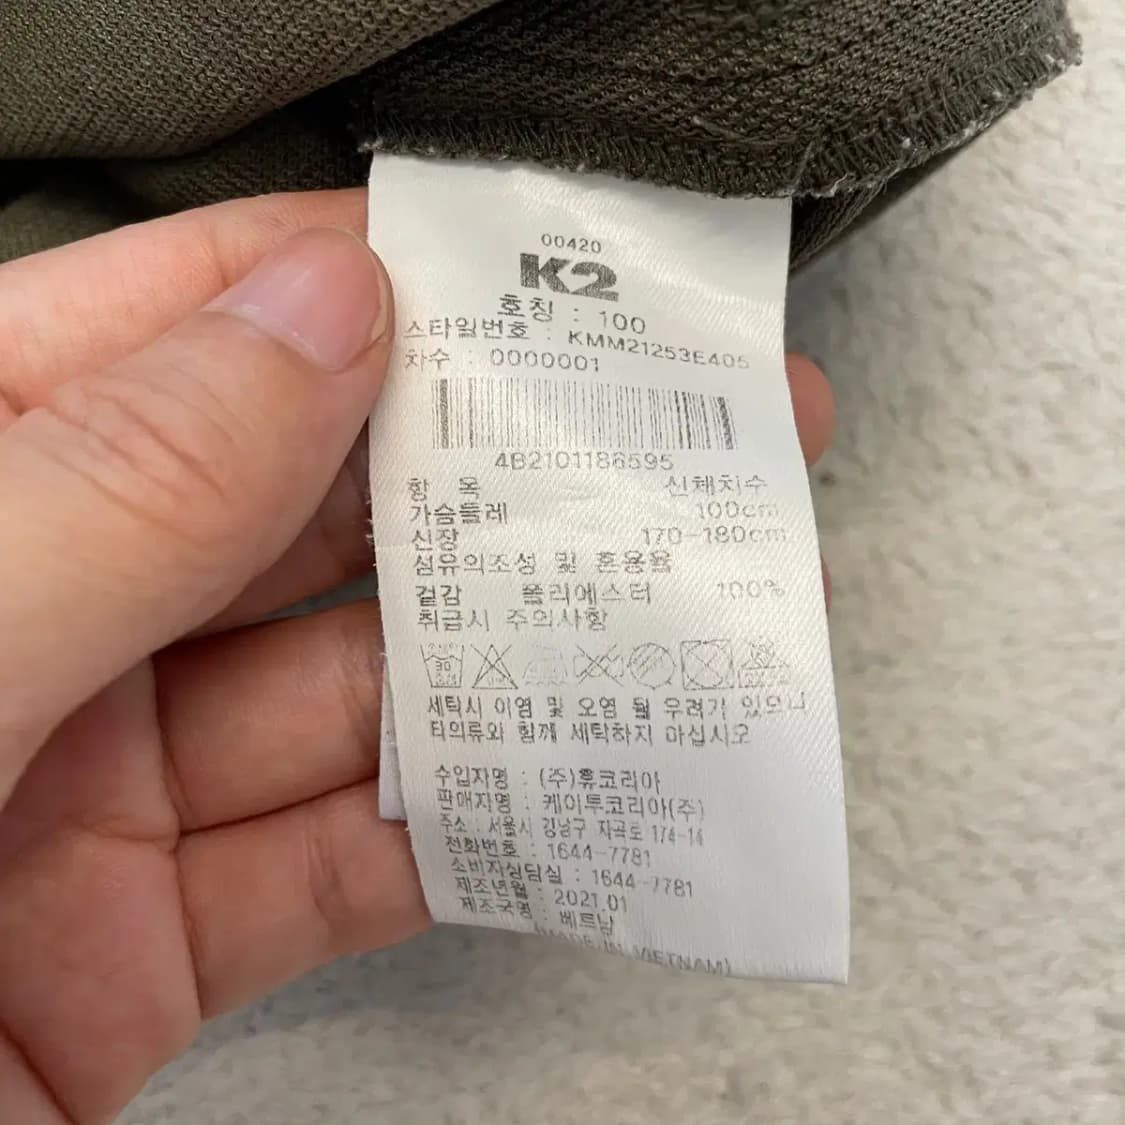 00420
K2
호칭 : 100
스타일번호 : KMM21253E405
차수 : 0000001
4B2101186595
항 목 신체치수
가슴둘레 100cm
신장 170-180cm
섬유의조성 및 혼용율
겉감 폴리에스터 100%
취급시 주의사항
30
세탁시 이염 및 오염 될 우려가 있으니
타의류와 함께 세탁하지 마십시오
수입자명 : (주)휴코리아
판매자명 : 케이투코리아(주)
주소 : 서울시 강남구 자곡로 174-14
전화번호 : 1644-7781
소비자상담실 : 1644-7781
제조년월 : 2021.01
제조국명 : 베트남
(MADE IN VIETNAM)